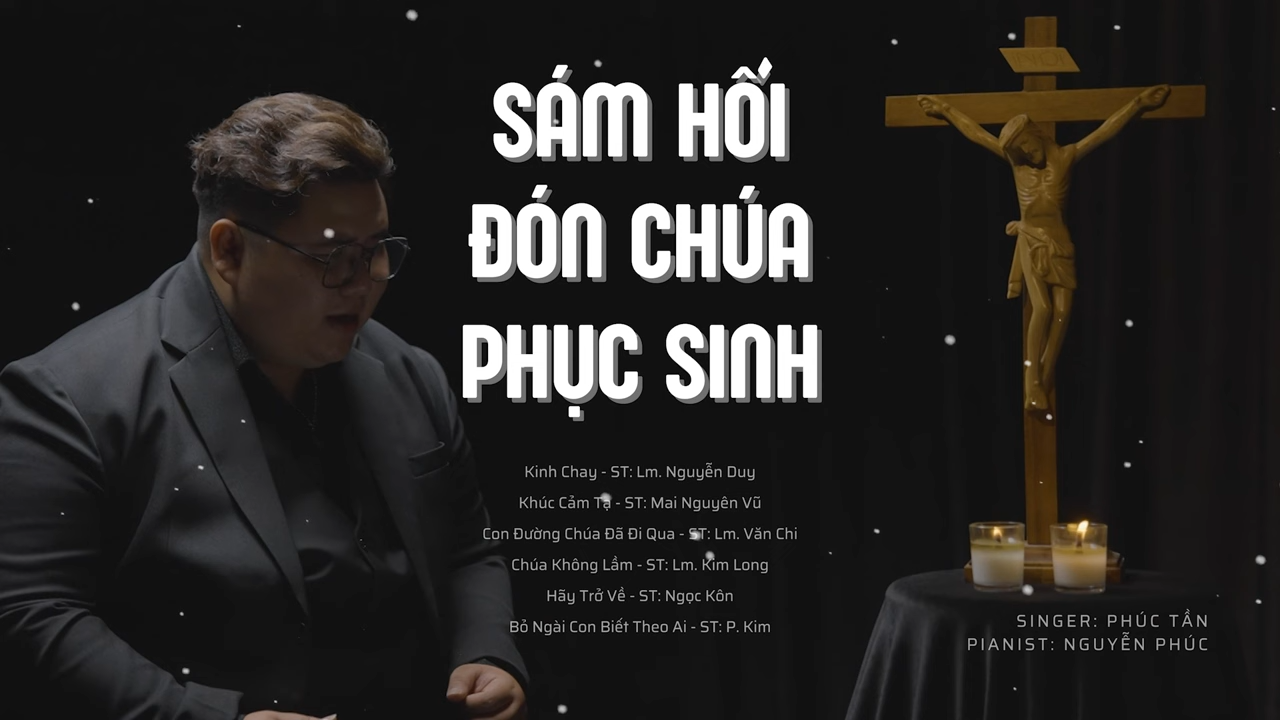 SÁM HỐI
ĐÓN CHÚA
PHỤC SINH
Kinh Chay - ST: Lm. Nguyễn Duy
Khúc Cảm Tạ - ST: Mai Nguyên Vũ
Con Đường Chúa Đã Đi Qua - ST: Lm. Văn Chi
Chúa Không Lầm - ST: Lm. Kim Long
Hãy Trở Về - ST: Ngọc Kôn
Bỏ Ngài Con Biết Theo Ai - ST: P. Kim
SINGER: PHÚC TẦN
PIANIST: NGUYỄN PHÚC